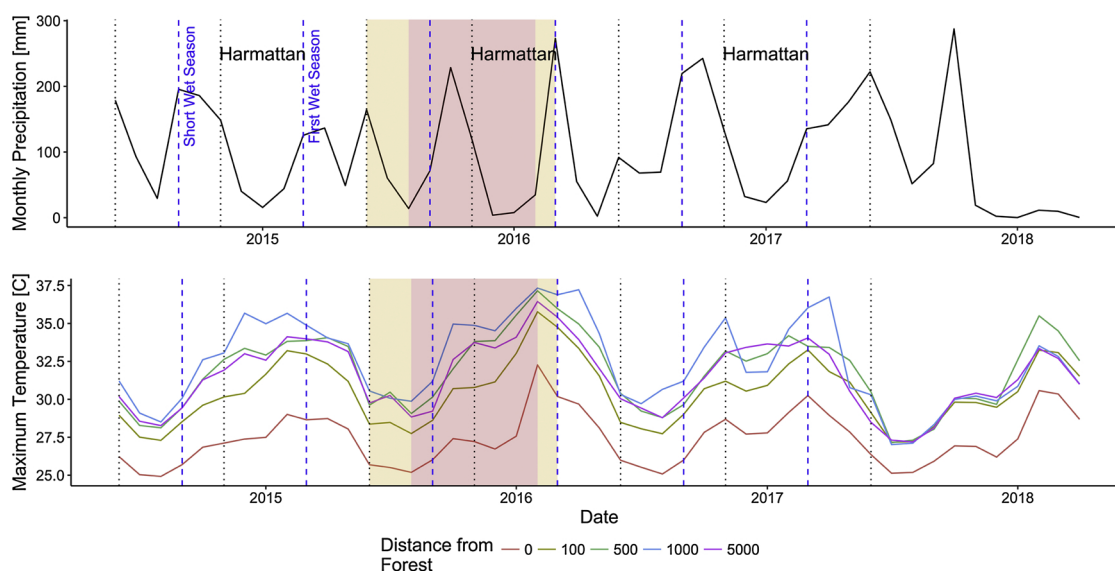 Monthly Precipitation [mm]
300
200
100
0
Harmattan
Harmattan
Harmattan
Short Wet Season
First Wet Season
2015
2016
2017
2018
Maximum Temperature [C]
37.5
35.0
32.5
30.0
27.5
25.0
2015
2016
2017
2018
Date
Distance from
Forest
0
100
500
1000
5000